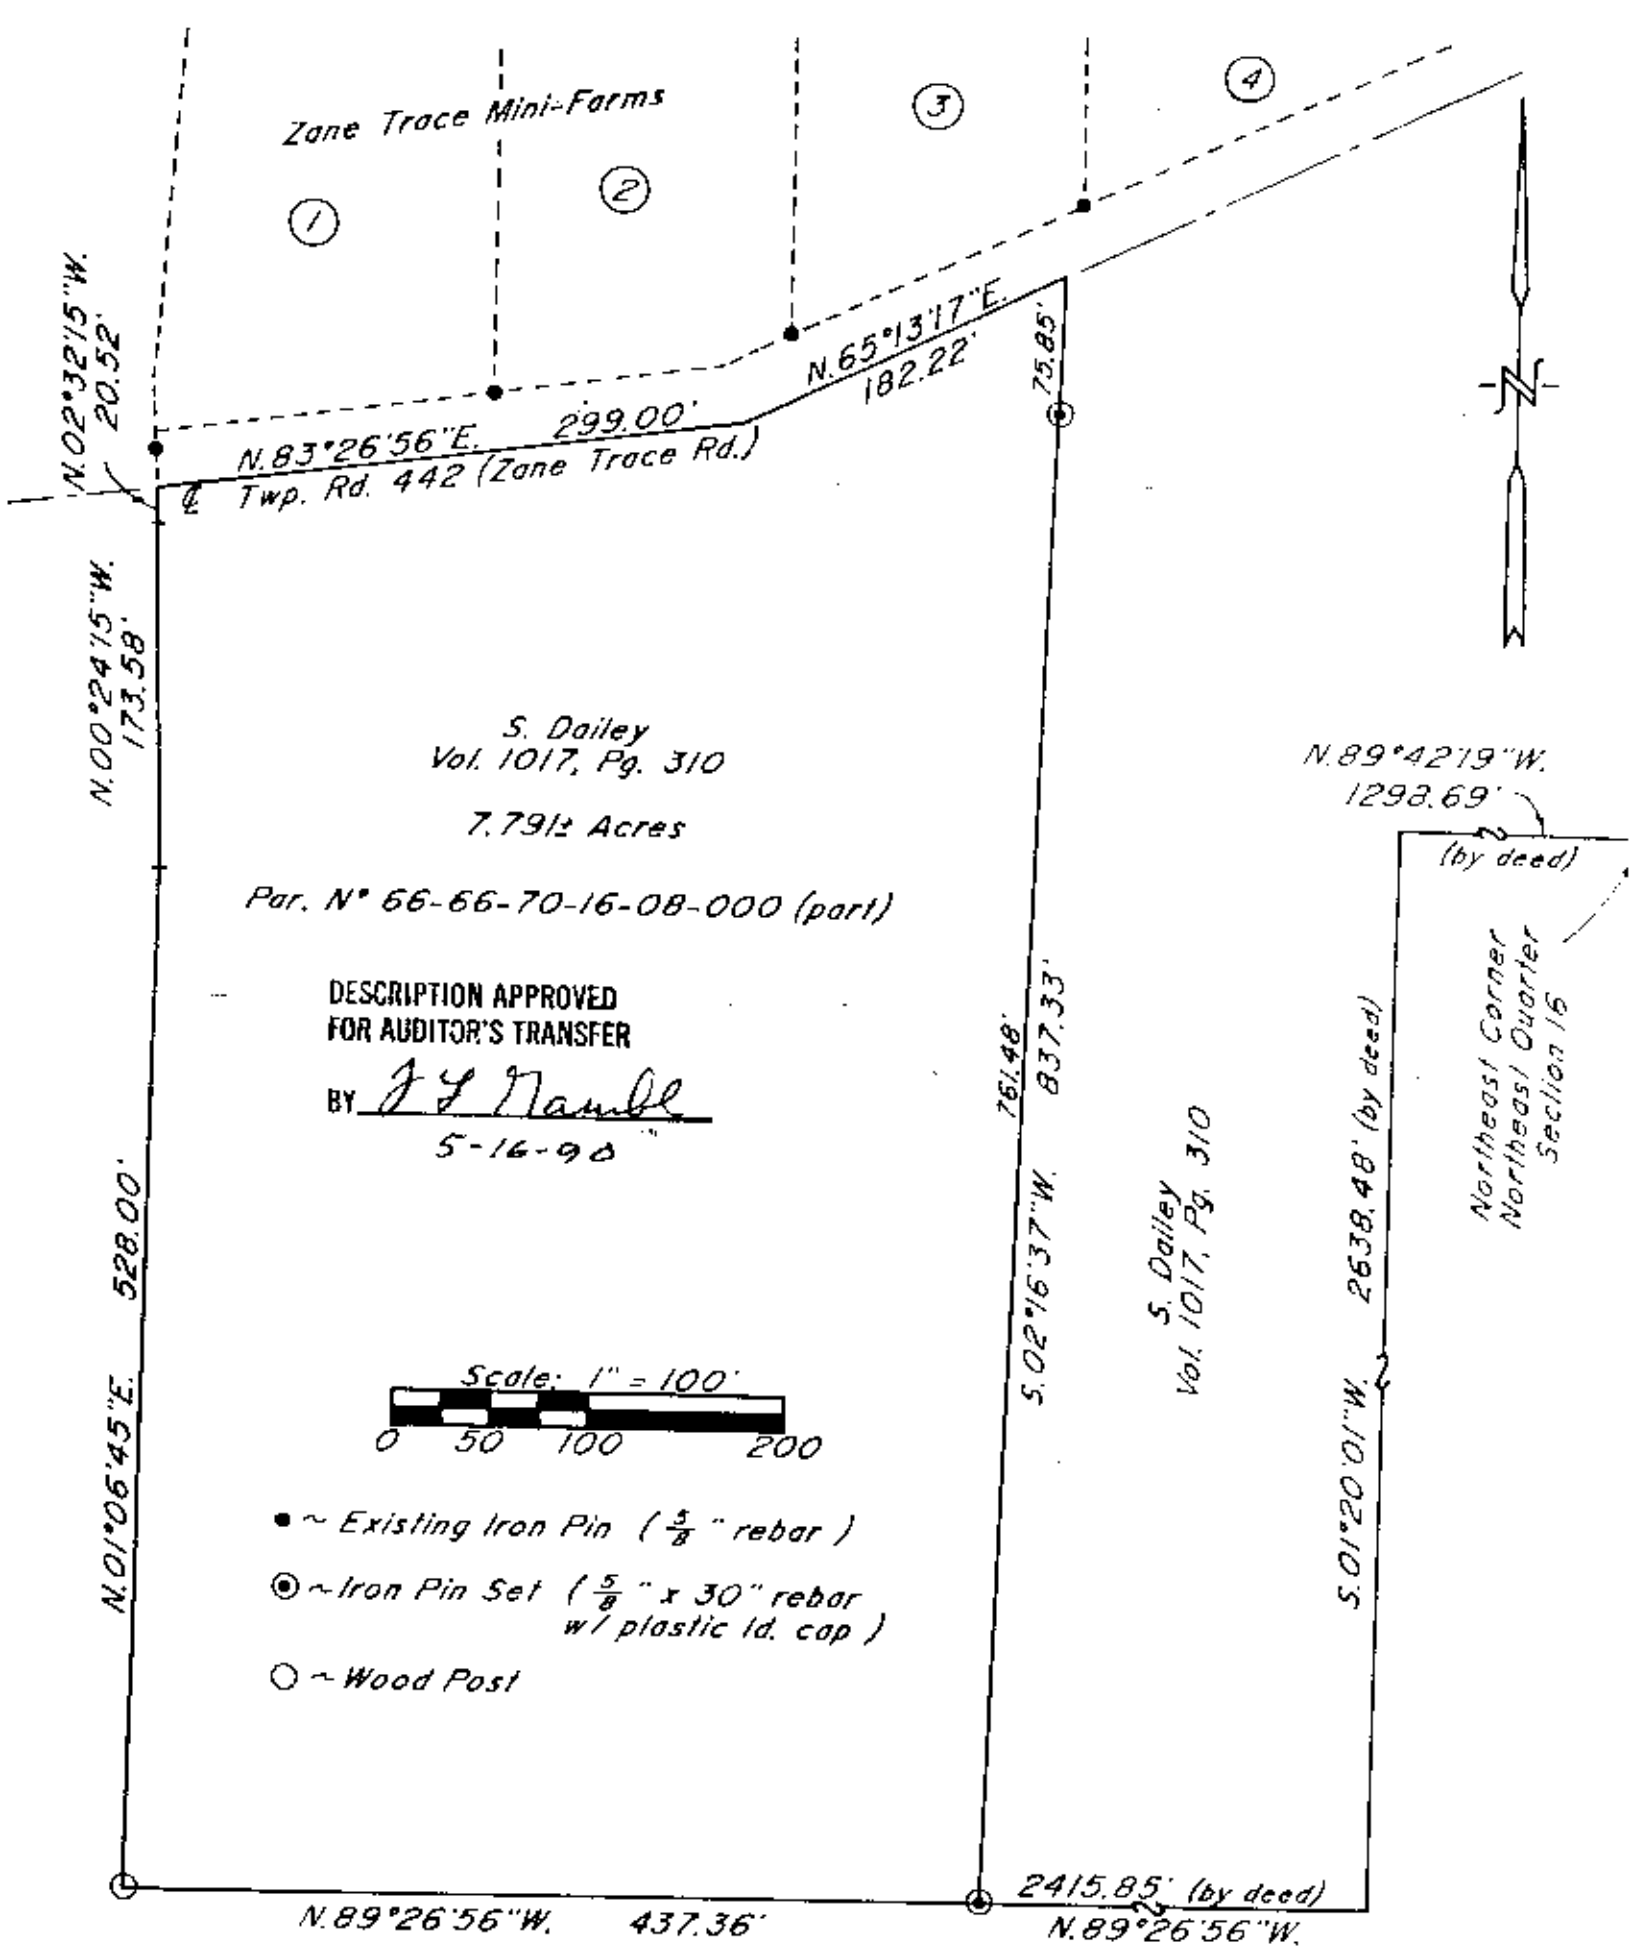 Zane Trace Mini-Farms
1
2
3
4
N.02°32'15"W.
20.52'
N.83°26'56"E. 299.00'
Twp. Rd. 442 (Zane Trace Rd.)
N.65°13'17"E.
182.22'
75.85'
N
N.00°24'15"W.
173.58'
S. Dailey
Vol. 1017, Pg. 310
7.791± Acres
Par. Nº 66-66-70-16-08-000 (part)
DESCRIPTION APPROVED
FOR AUDITOR'S TRANSFER
BY
5-16-90
N.89°42'19"W.
1298.69'
(by deed)
Northeast Corner
Northeast Quarter
Section 16
N.01°06'45"E. 528.00'
761.48'
S.02°16'37"W. 837.33'
S. Dailey
Vol. 1017, Pg. 310
S.01°20'01"W. 2638.48' (by deed)
Scale: 1" = 100'
0 50 100 200
● ~ Existing Iron Pin (5/8" rebar)
◉ ~ Iron Pin Set (5/8" x 30" rebar
w/ plastic Id. cap)
○ ~ Wood Post
N.89°26'56"W. 437.36'
2415.85' (by deed)
N.89°26'56"W.